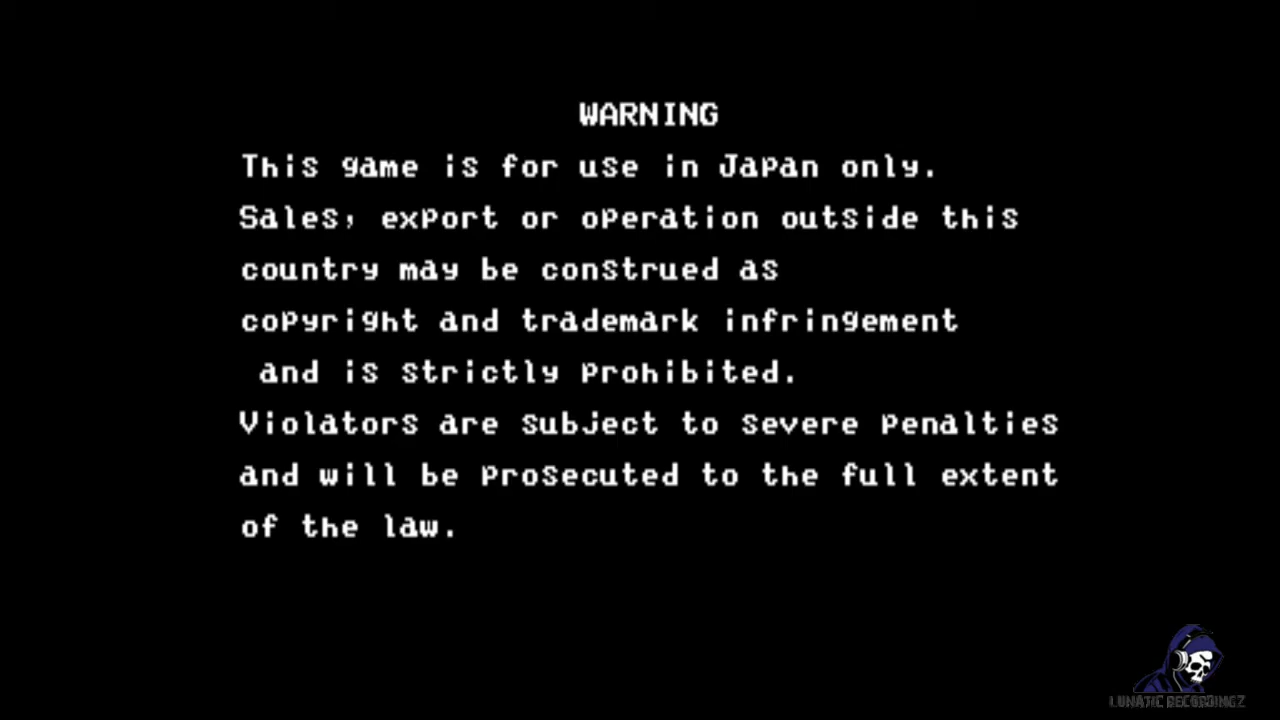 WARNING
This game is for use in Japan only.
Sales, export or operation outside this
country may be construed as
copyright and trademark infringement
and is strictly prohibited.
Violators are subject to severe penalties
and will be prosecuted to the full extent
of the law.
LUNATIC RECORDINGZ